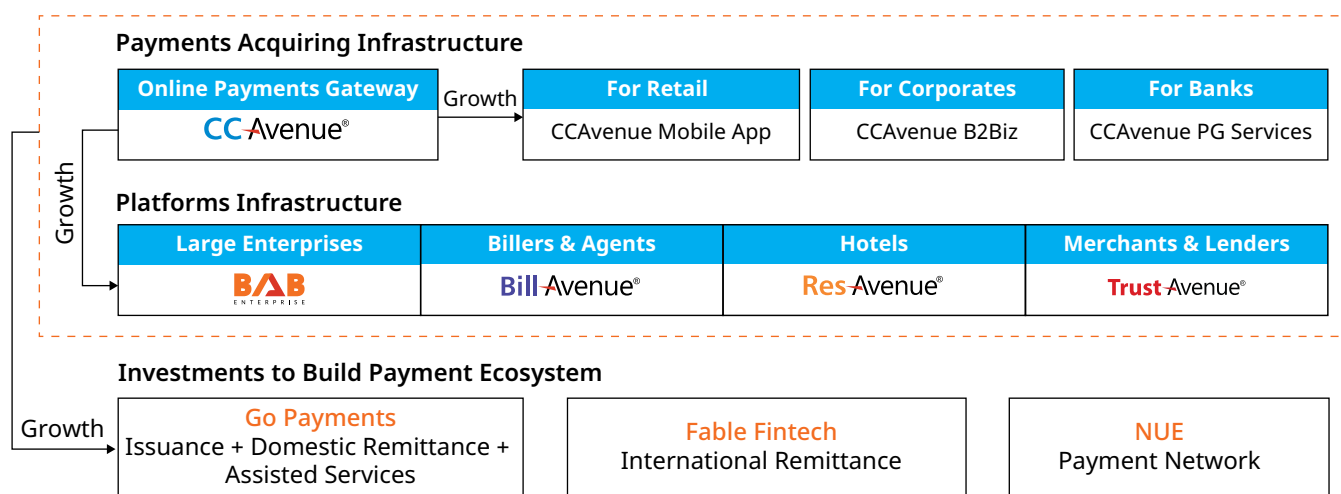 Payments Acquiring Infrastructure
Online Payments Gateway
CCAvenue®
Growth
For Retail
CCAvenue Mobile App
For Corporates
CCAvenue B2Biz
For Banks
CCAvenue PG Services
Growth
Platforms Infrastructure
Large Enterprises
BAB
ENTERPRISE
Billers & Agents
BillAvenue®
Hotels
ResAvenue®
Merchants & Lenders
TrustAvenue®
Investments to Build Payment Ecosystem
Growth
Go Payments
Issuance + Domestic Remittance +
Assisted Services
Fable Fintech
International Remittance
NUE
Payment Network